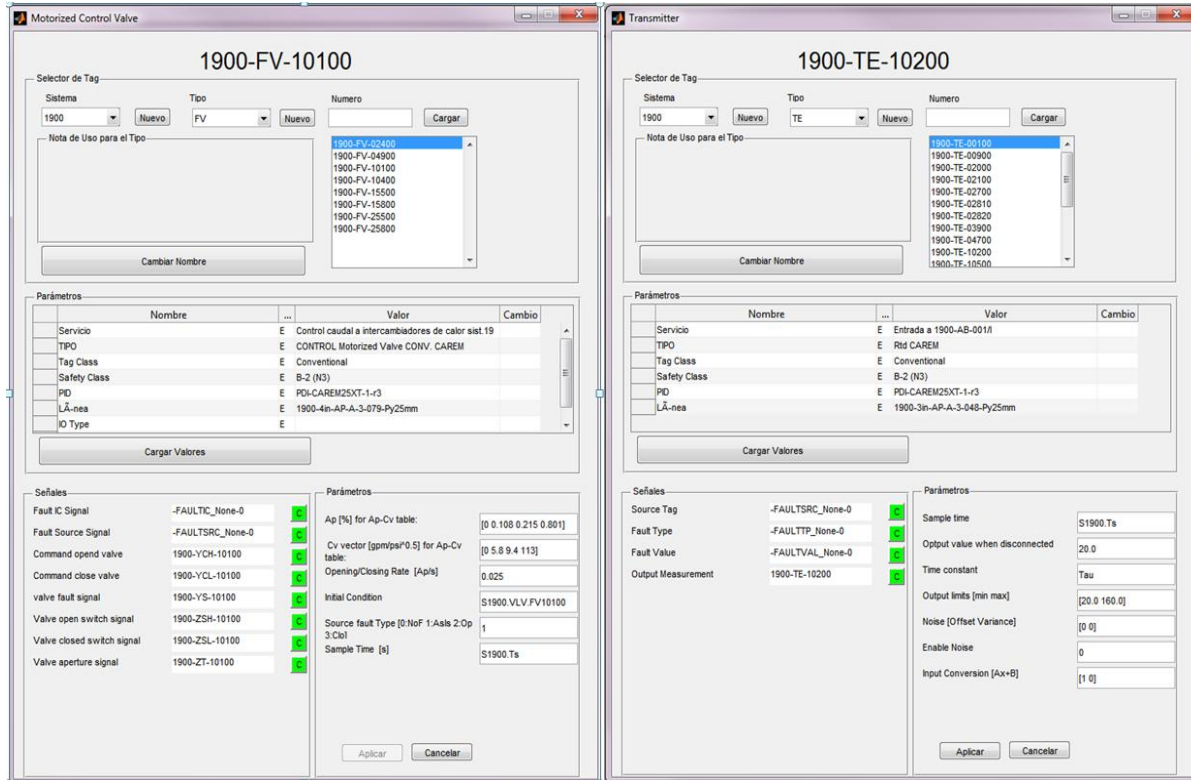 Motorized Control Valve
1900-FV-10100
Selector de Tag
Sistema
Tipo
Numero
1900
Nuevo
FV
Nuevo
Cargar
Nota de Uso para el Tipo
1900-FV-02400
1900-FV-04900
1900-FV-10100
1900-FV-10400
1900-FV-15500
1900-FV-15800
1900-FV-25500
1900-FV-25800
Cambiar Nombre
Parámetros
Nombre ... Valor Cambio
Servicio E Control caudal a intercambiadores de calor sist.19
TIPO E CONTROL Motorized Valve CONV. CAREM
Tag Class E Conventional
Safety Class E B-2 (N3)
PID E PDI-CAREM25XT-1-r3
LÃ-nea E 1900-4in-AP-A-3-079-Py25mm
IO Type E
Cargar Valores
Señales
Fault IC Signal -FAULTIC_None-0 C
Fault Source Signal -FAULTSRC_None-0 C
Command opend valve 1900-YCH-10100 C
Command close valve 1900-YCL-10100 C
valve fault signal 1900-YS-10100 C
Valve open switch signal 1900-ZSH-10100 C
Valve closed switch signal 1900-ZSL-10100 C
Valve aperture signal 1900-ZT-10100 C
Parámetros
Ap [%] for Ap-Cv table: [0 0.108 0.215 0.801]
Cv vector [gpm/psi^0.5] for Ap-Cv
table: [0 5.8 9.4 113]
Opening/Closing Rate [Ap/s] 0.025
Initial Condition S1900.VLV.FV10100
Source fault Type [0:NoF 1:AsIs 2:Op
3:Clo] 1
Sample Time [s] S1900.Ts
Aplicar Cancelar
Transmitter
1900-TE-10200
Selector de Tag
Sistema
Tipo
Numero
1900
Nuevo
TE
Nuevo
Cargar
Nota de Uso para el Tipo
1900-TE-00100
1900-TE-00900
1900-TE-02000
1900-TE-02100
1900-TE-02700
1900-TE-02810
1900-TE-02820
1900-TE-03900
1900-TE-04700
1900-TE-10200
1900-TE-10500
Cambiar Nombre
Parámetros
Nombre ... Valor Cambio
Servicio E Entrada a 1900-AB-001/I
TIPO E Rtd CAREM
Tag Class E Conventional
Safety Class E B-2 (N3)
PID E PDI-CAREM25XT-1-r3
LÃ-nea E 1900-3in-AP-A-3-048-Py25mm
Cargar Valores
Señales
Source Tag -FAULTSRC_None-0 C
Fault Type -FAULTTP_None-0 C
Fault Value -FAULTVAL_None-0 C
Output Measurement 1900-TE-10200 C
Parámetros
Sample time S1900.Ts
Optput value when disconnected 20.0
Time constant Tau
Output limits [min max] [20.0 160.0]
Noise [Offset Variance] [0 0]
Enable Noise 0
Input Conversion [Ax+B] [1 0]
Aplicar Cancelar